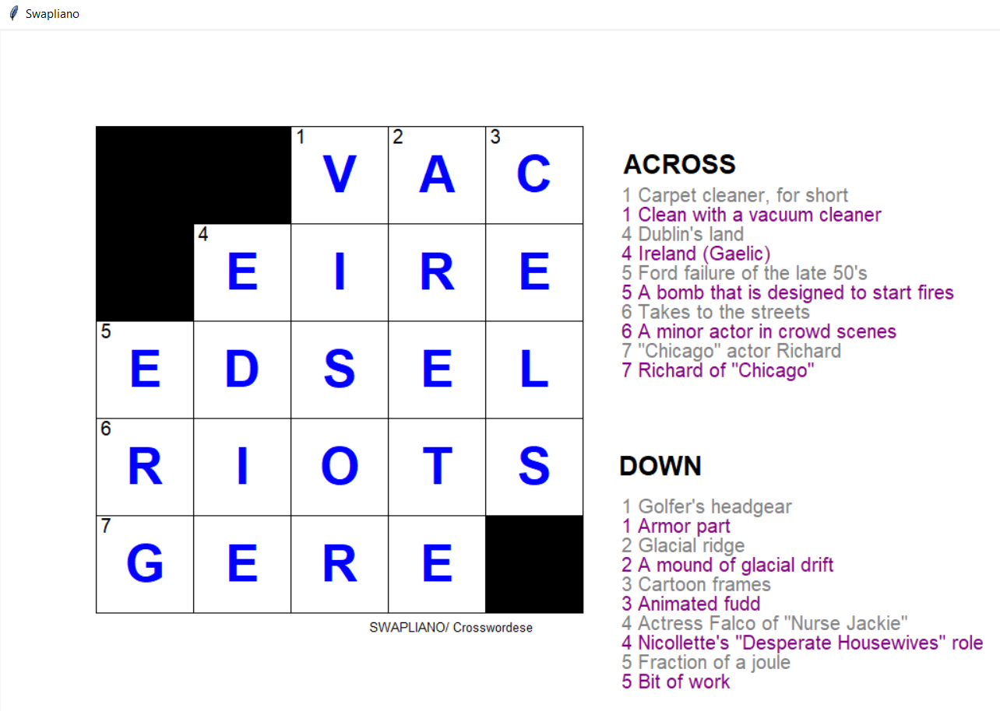 Swapliano
1 V 2 A 3 C
4 E I R E
5 E D S E L
6 R I O T S
7 G E R E
SWAPLIANO/ Crosswordese
ACROSS
1 Carpet cleaner, for short
1 Clean with a vacuum cleaner
4 Dublin's land
4 Ireland (Gaelic)
5 Ford failure of the late 50's
5 A bomb that is designed to start fires
6 Takes to the streets
6 A minor actor in crowd scenes
7 "Chicago" actor Richard
7 Richard of "Chicago"
DOWN
1 Golfer's headgear
1 Armor part
2 Glacial ridge
2 A mound of glacial drift
3 Cartoon frames
3 Animated fudd
4 Actress Falco of "Nurse Jackie"
4 Nicollette's "Desperate Housewives" role
5 Fraction of a joule
5 Bit of work